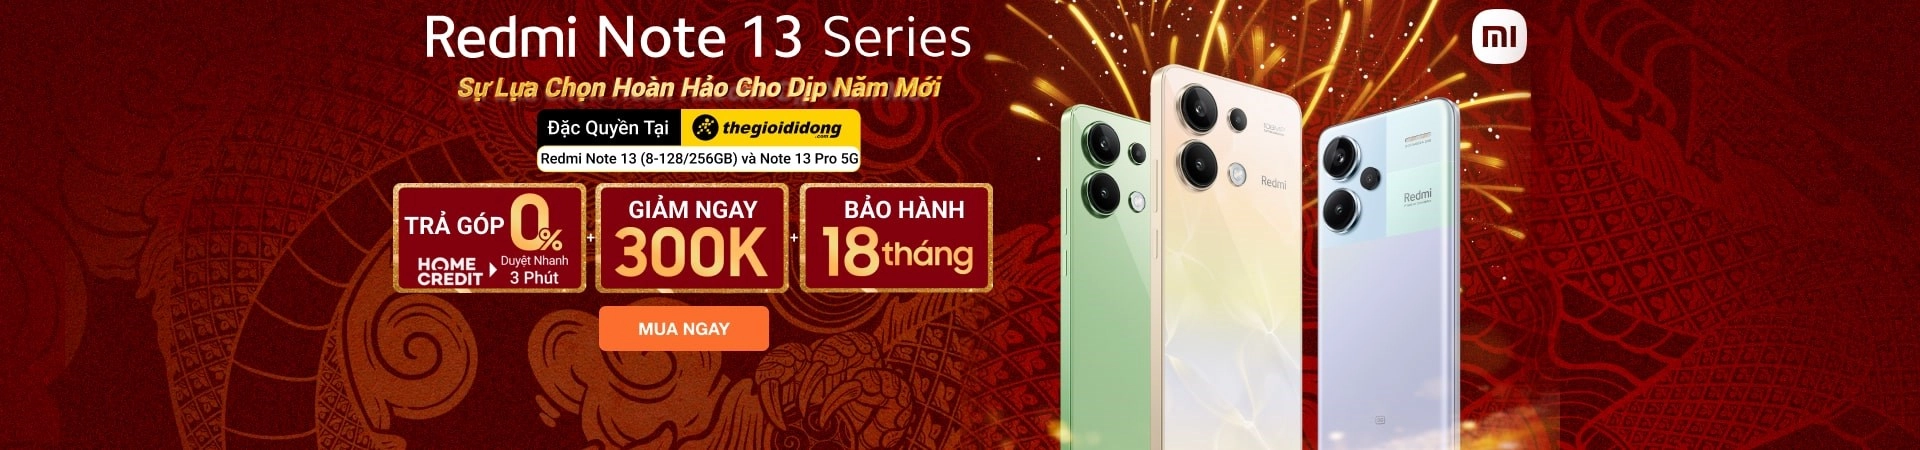 Redmi Note 13 Series
Sự Lựa Chọn Hoàn Hảo Cho Dịp Năm Mới
Đặc Quyền Tại thegioididong.com
Redmi Note 13 (8-128/256GB) và Note 13 Pro 5G
TRẢ GÓP 0%
HOME CREDIT
Duyệt Nhanh
3 Phút
+
GIẢM NGAY
300K
+
BẢO HÀNH
18 tháng
MUA NGAY
108MP
Redmi
Redmi
mi